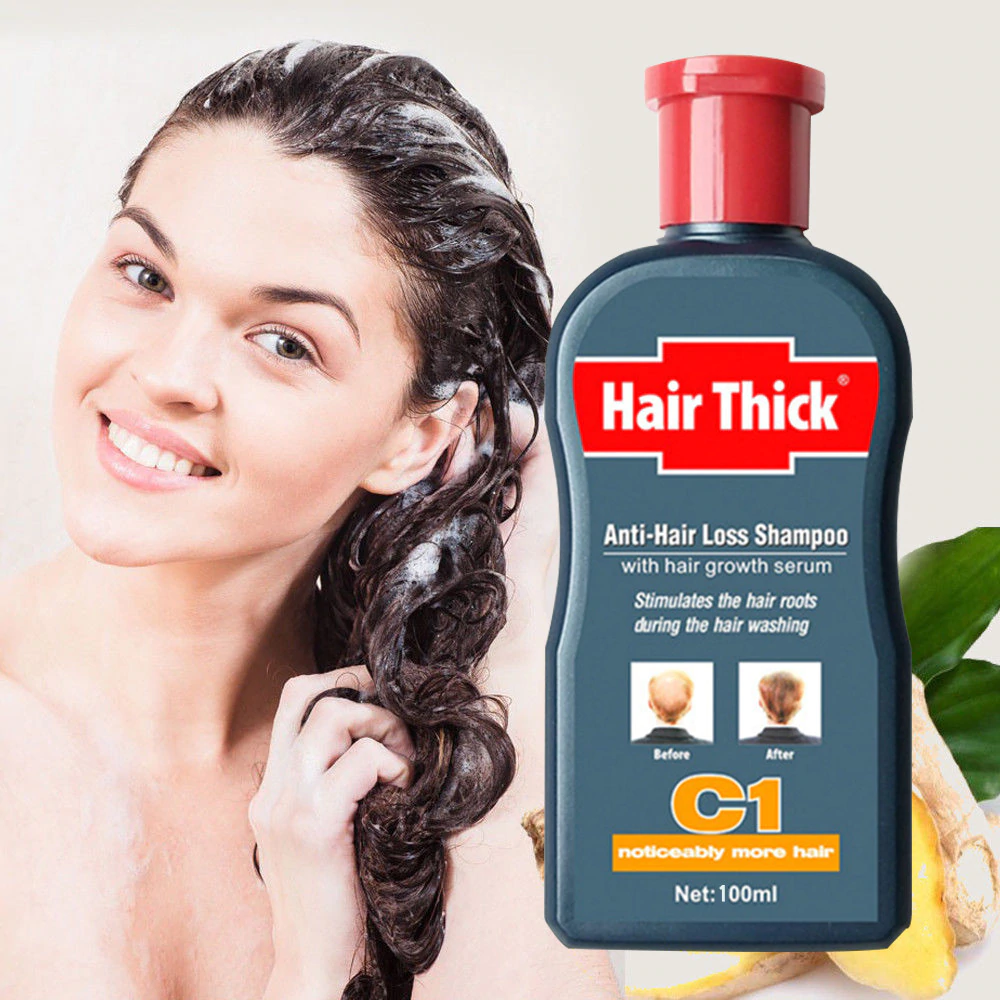 Hair Thick®
Anti-Hair Loss Shampoo
with hair growth serum
Stimulates the hair roots
during the hair washing
Before After
C1
noticeably more hair
Net:100ml